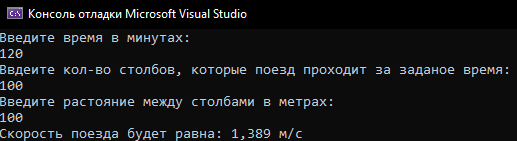 Консоль отладки Microsoft Visual Studio
Введите время в минутах:
120
Ввдеите кол-во столбов, которые поезд проходит за заданое время:
100
Введите растояние между столбами в метрах:
100
Скорость поезда будет равна: 1,389 м/с